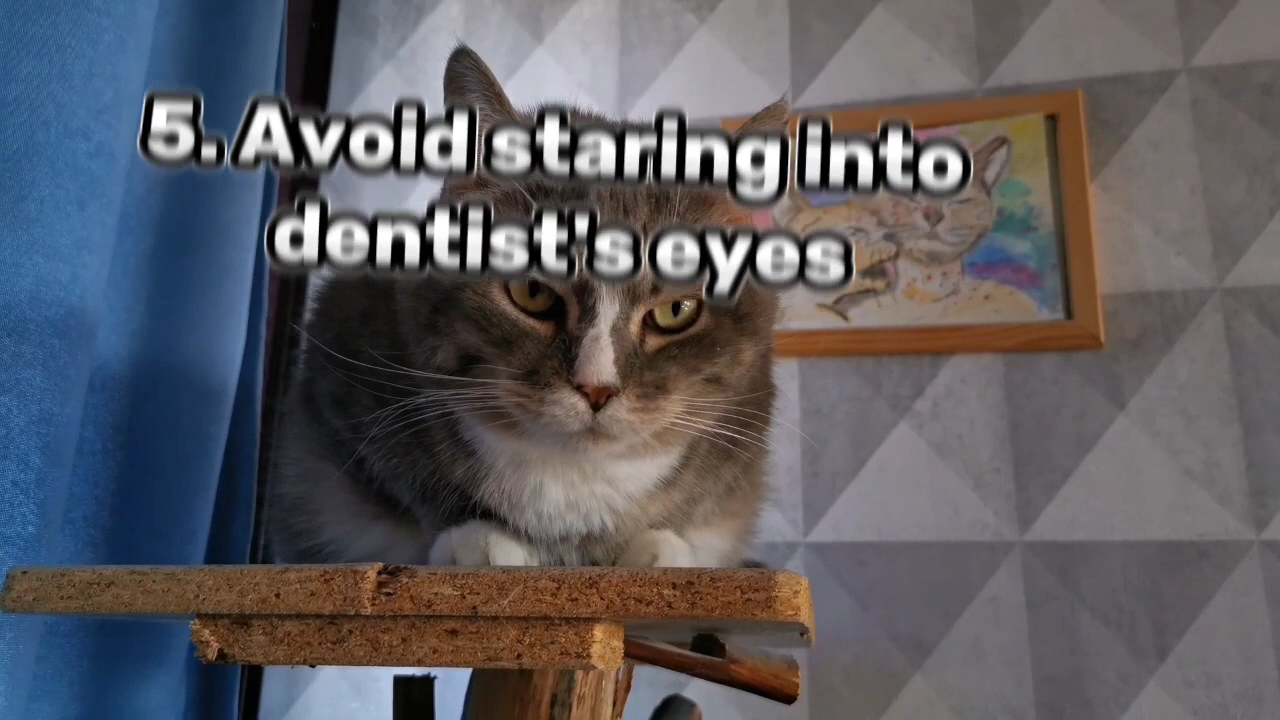 5. Avoid staring into
dentist's eyes